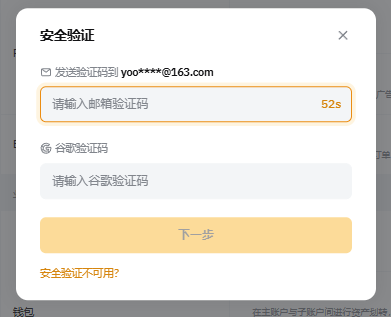 安全验证
发送验证码到 yoo****@163.com
请输入邮箱验证码 52s
谷歌验证码
请输入谷歌验证码
下一步
安全验证不可用?
钱包
在主账户与子账户间进行资产划转